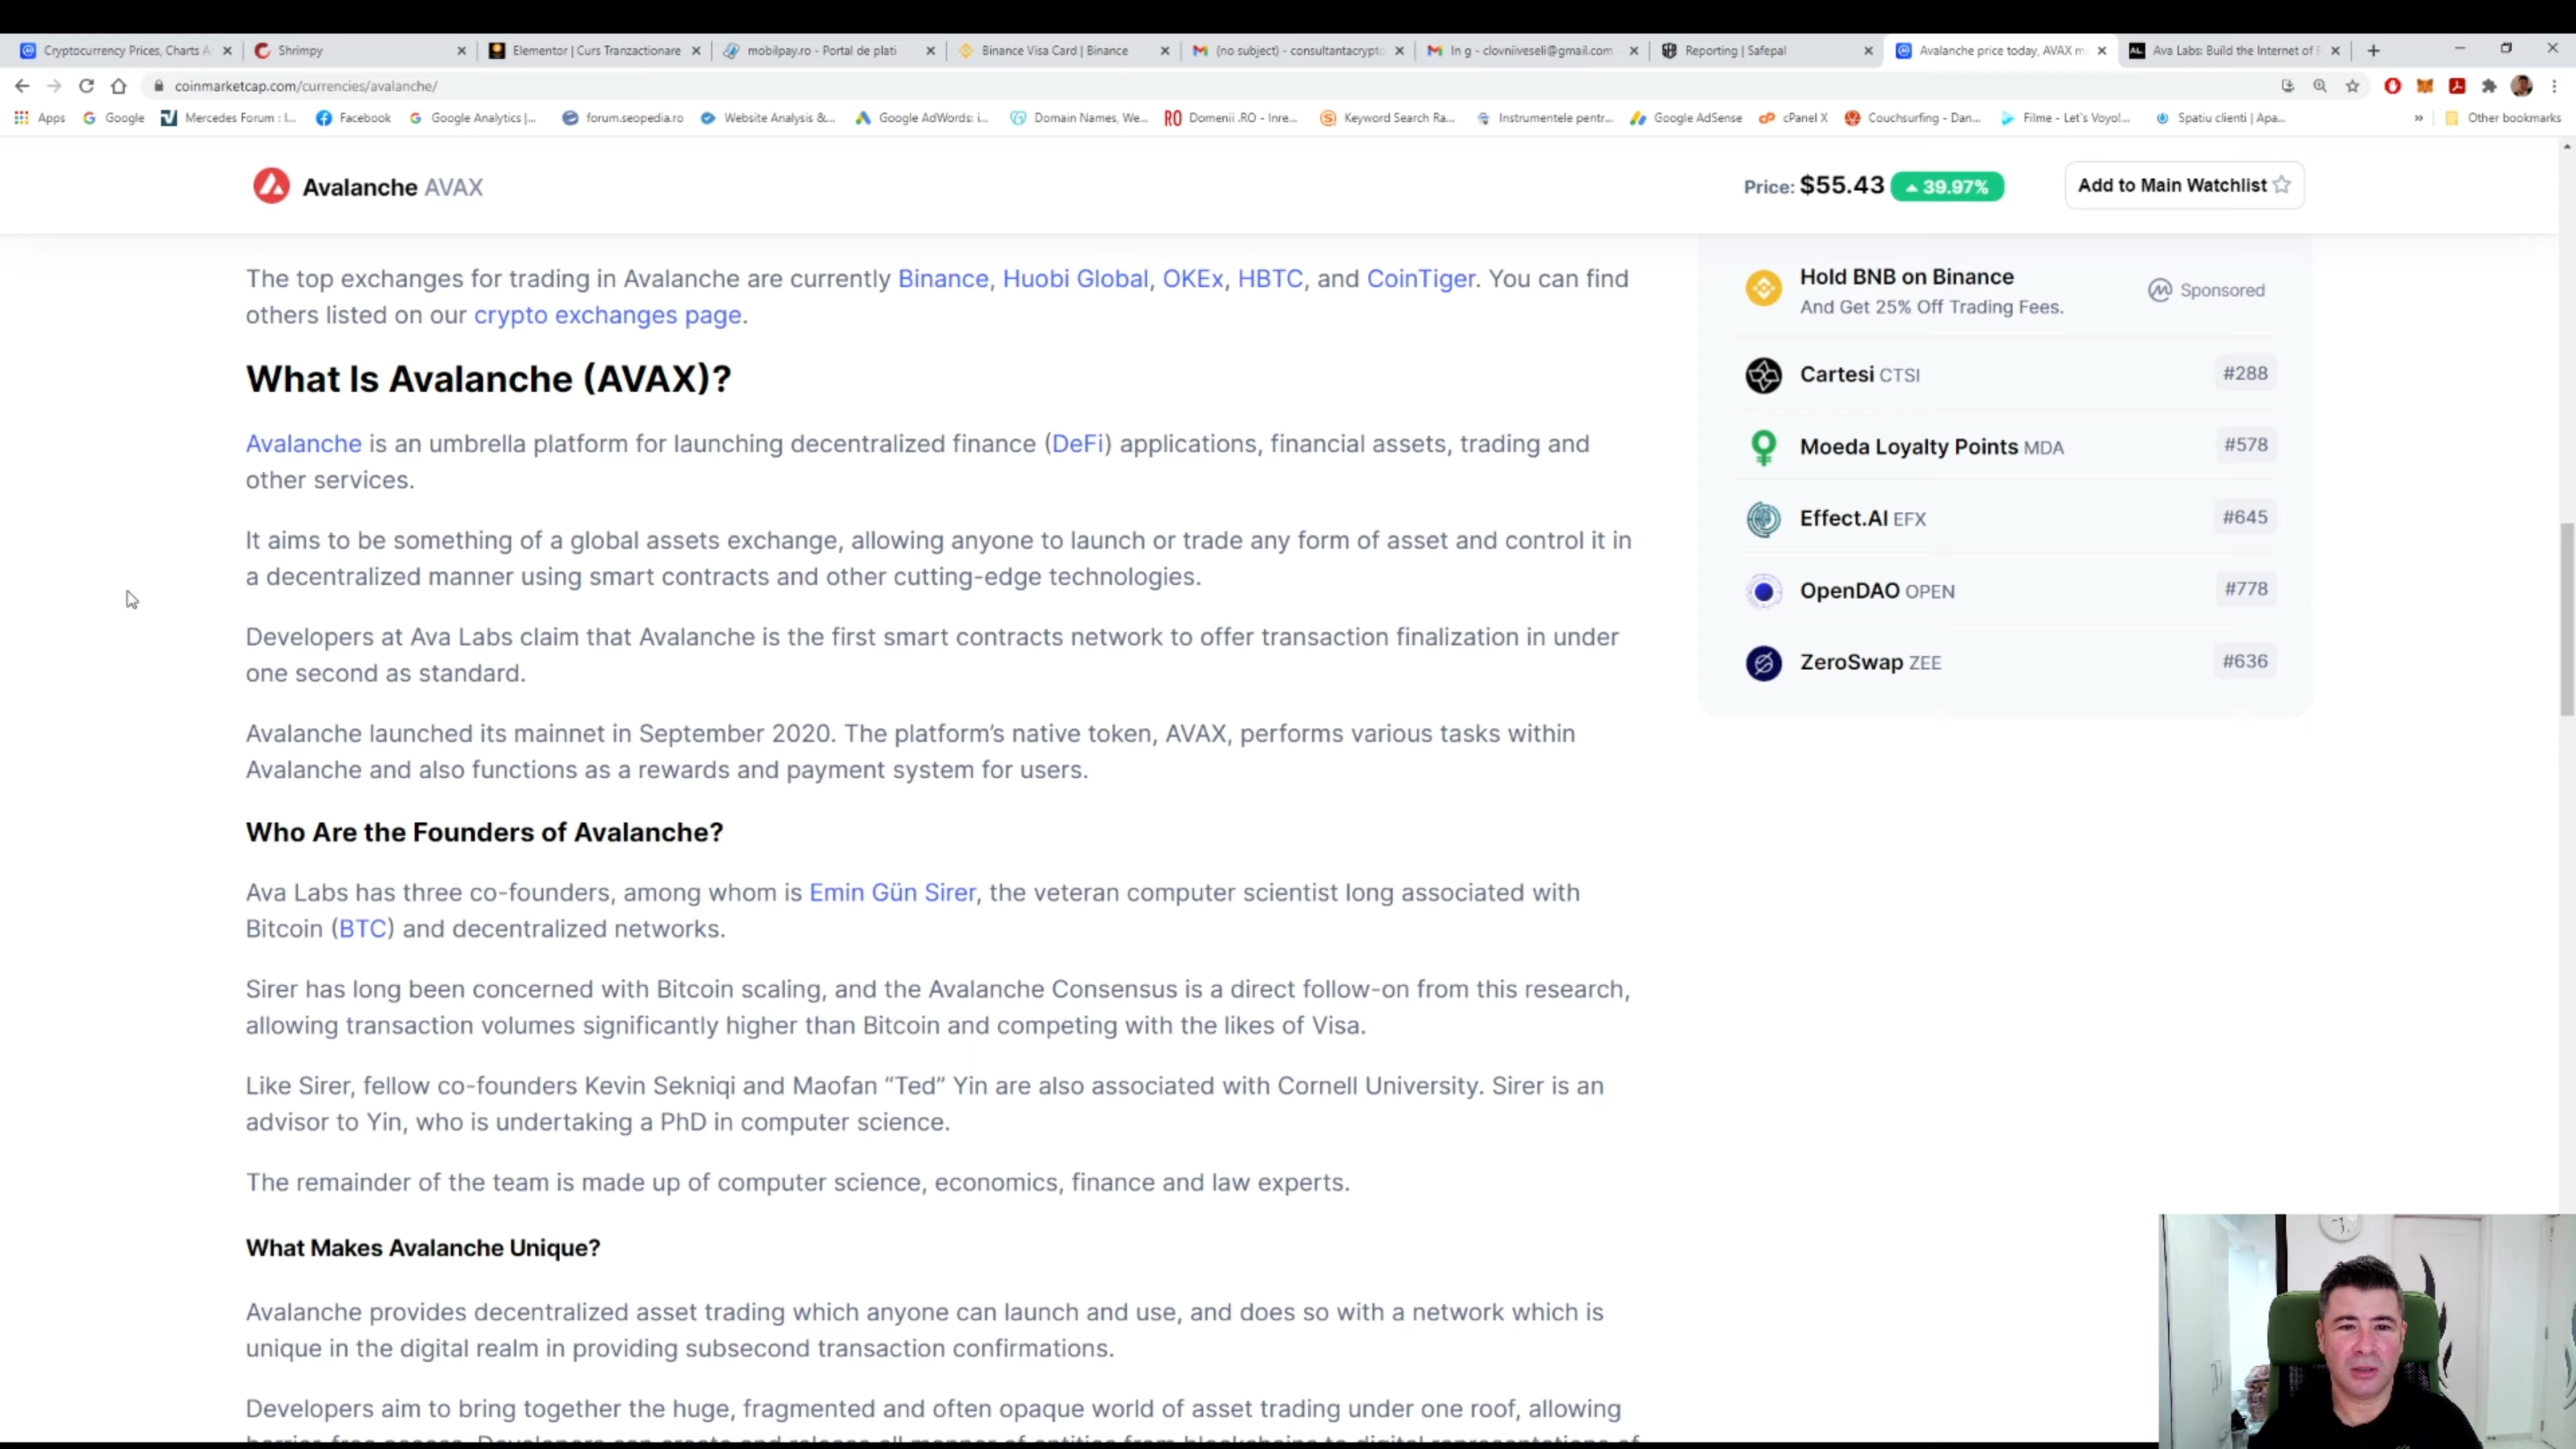 Cryptocurrency Prices, Charts A
Shrimpy
Elementor | Curs Tranzactionare
mobilpay.ro - Portal de plati
Binance Visa Card | Binance
(no subject) - consultantacrypto
In g - clovniiveseli@gmail.com
Reporting | Safepal
Avalanche price today, AVAX m
Ava Labs: Build the Internet of F
coinmarketcap.com/currencies/avalanche/
Apps
Google
Mercedes Forum : I...
Facebook
Google Analytics |...
forum.seopedia.ro
Website Analysis &...
Google AdWords: i...
Domain Names, We...
RO Domenii .RO - Inre...
Keyword Search Ra...
Instrumentele pentr...
Google AdSense
cPanel X
Couchsurfing - Dan...
Filme - Let`s Voyo!...
Spatiu clienti | Apa...
Other bookmarks
Avalanche AVAX
Price: $55.43 39.97%
Add to Main Watchlist
The top exchanges for trading in Avalanche are currently Binance, Huobi Global, OKEx, HBTC, and CoinTiger. You can find
others listed on our crypto exchanges page.
What Is Avalanche (AVAX)?
Avalanche is an umbrella platform for launching decentralized finance (DeFi) applications, financial assets, trading and
other services.
It aims to be something of a global assets exchange, allowing anyone to launch or trade any form of asset and control it in
a decentralized manner using smart contracts and other cutting-edge technologies.
Developers at Ava Labs claim that Avalanche is the first smart contracts network to offer transaction finalization in under
one second as standard.
Avalanche launched its mainnet in September 2020. The platform's native token, AVAX, performs various tasks within
Avalanche and also functions as a rewards and payment system for users.
Who Are the Founders of Avalanche?
Ava Labs has three co-founders, among whom is Emin Gün Sirer, the veteran computer scientist long associated with
Bitcoin (BTC) and decentralized networks.
Sirer has long been concerned with Bitcoin scaling, and the Avalanche Consensus is a direct follow-on from this research,
allowing transaction volumes significantly higher than Bitcoin and competing with the likes of Visa.
Like Sirer, fellow co-founders Kevin Sekniqi and Maofan “Ted” Yin are also associated with Cornell University. Sirer is an
advisor to Yin, who is undertaking a PhD in computer science.
The remainder of the team is made up of computer science, economics, finance and law experts.
What Makes Avalanche Unique?
Avalanche provides decentralized asset trading which anyone can launch and use, and does so with a network which is
unique in the digital realm in providing subsecond transaction confirmations.
Developers aim to bring together the huge, fragmented and often opaque world of asset trading under one roof, allowing
Hold BNB on Binance
And Get 25% Off Trading Fees.
Sponsored
Cartesi CTSI #288
Moeda Loyalty Points MDA #578
Effect.AI EFX #645
OpenDAO OPEN #778
ZeroSwap ZEE #636